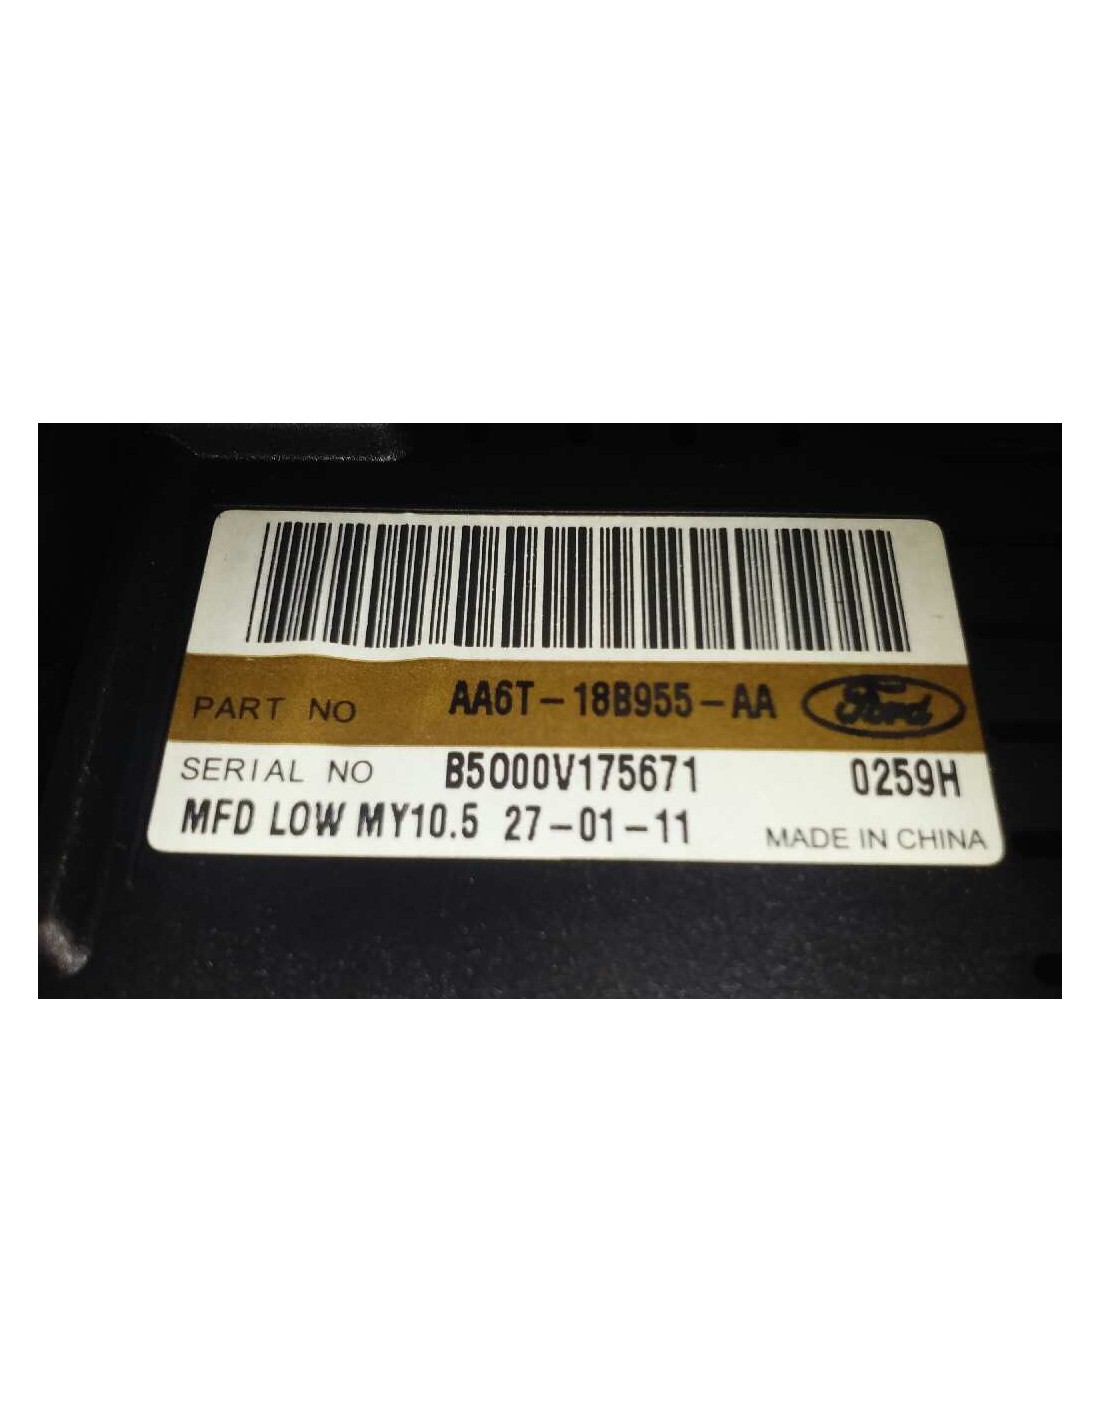 PART NO AA6T-18B955-AA Ford
SERIAL NO B5000V175671 0259H
MFD LOW MY10.5 27-01-11 MADE IN CHINA